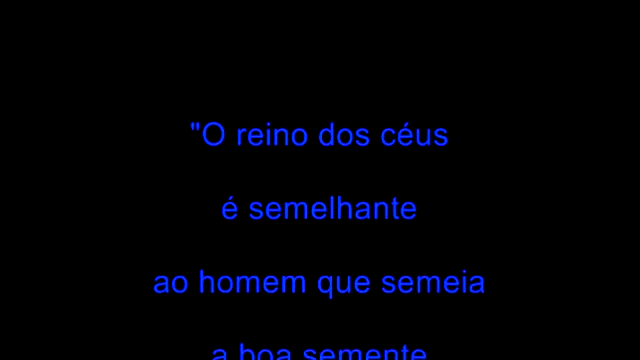 "O reino dos céus
é semelhante
ao homem que semeia
a boa semente